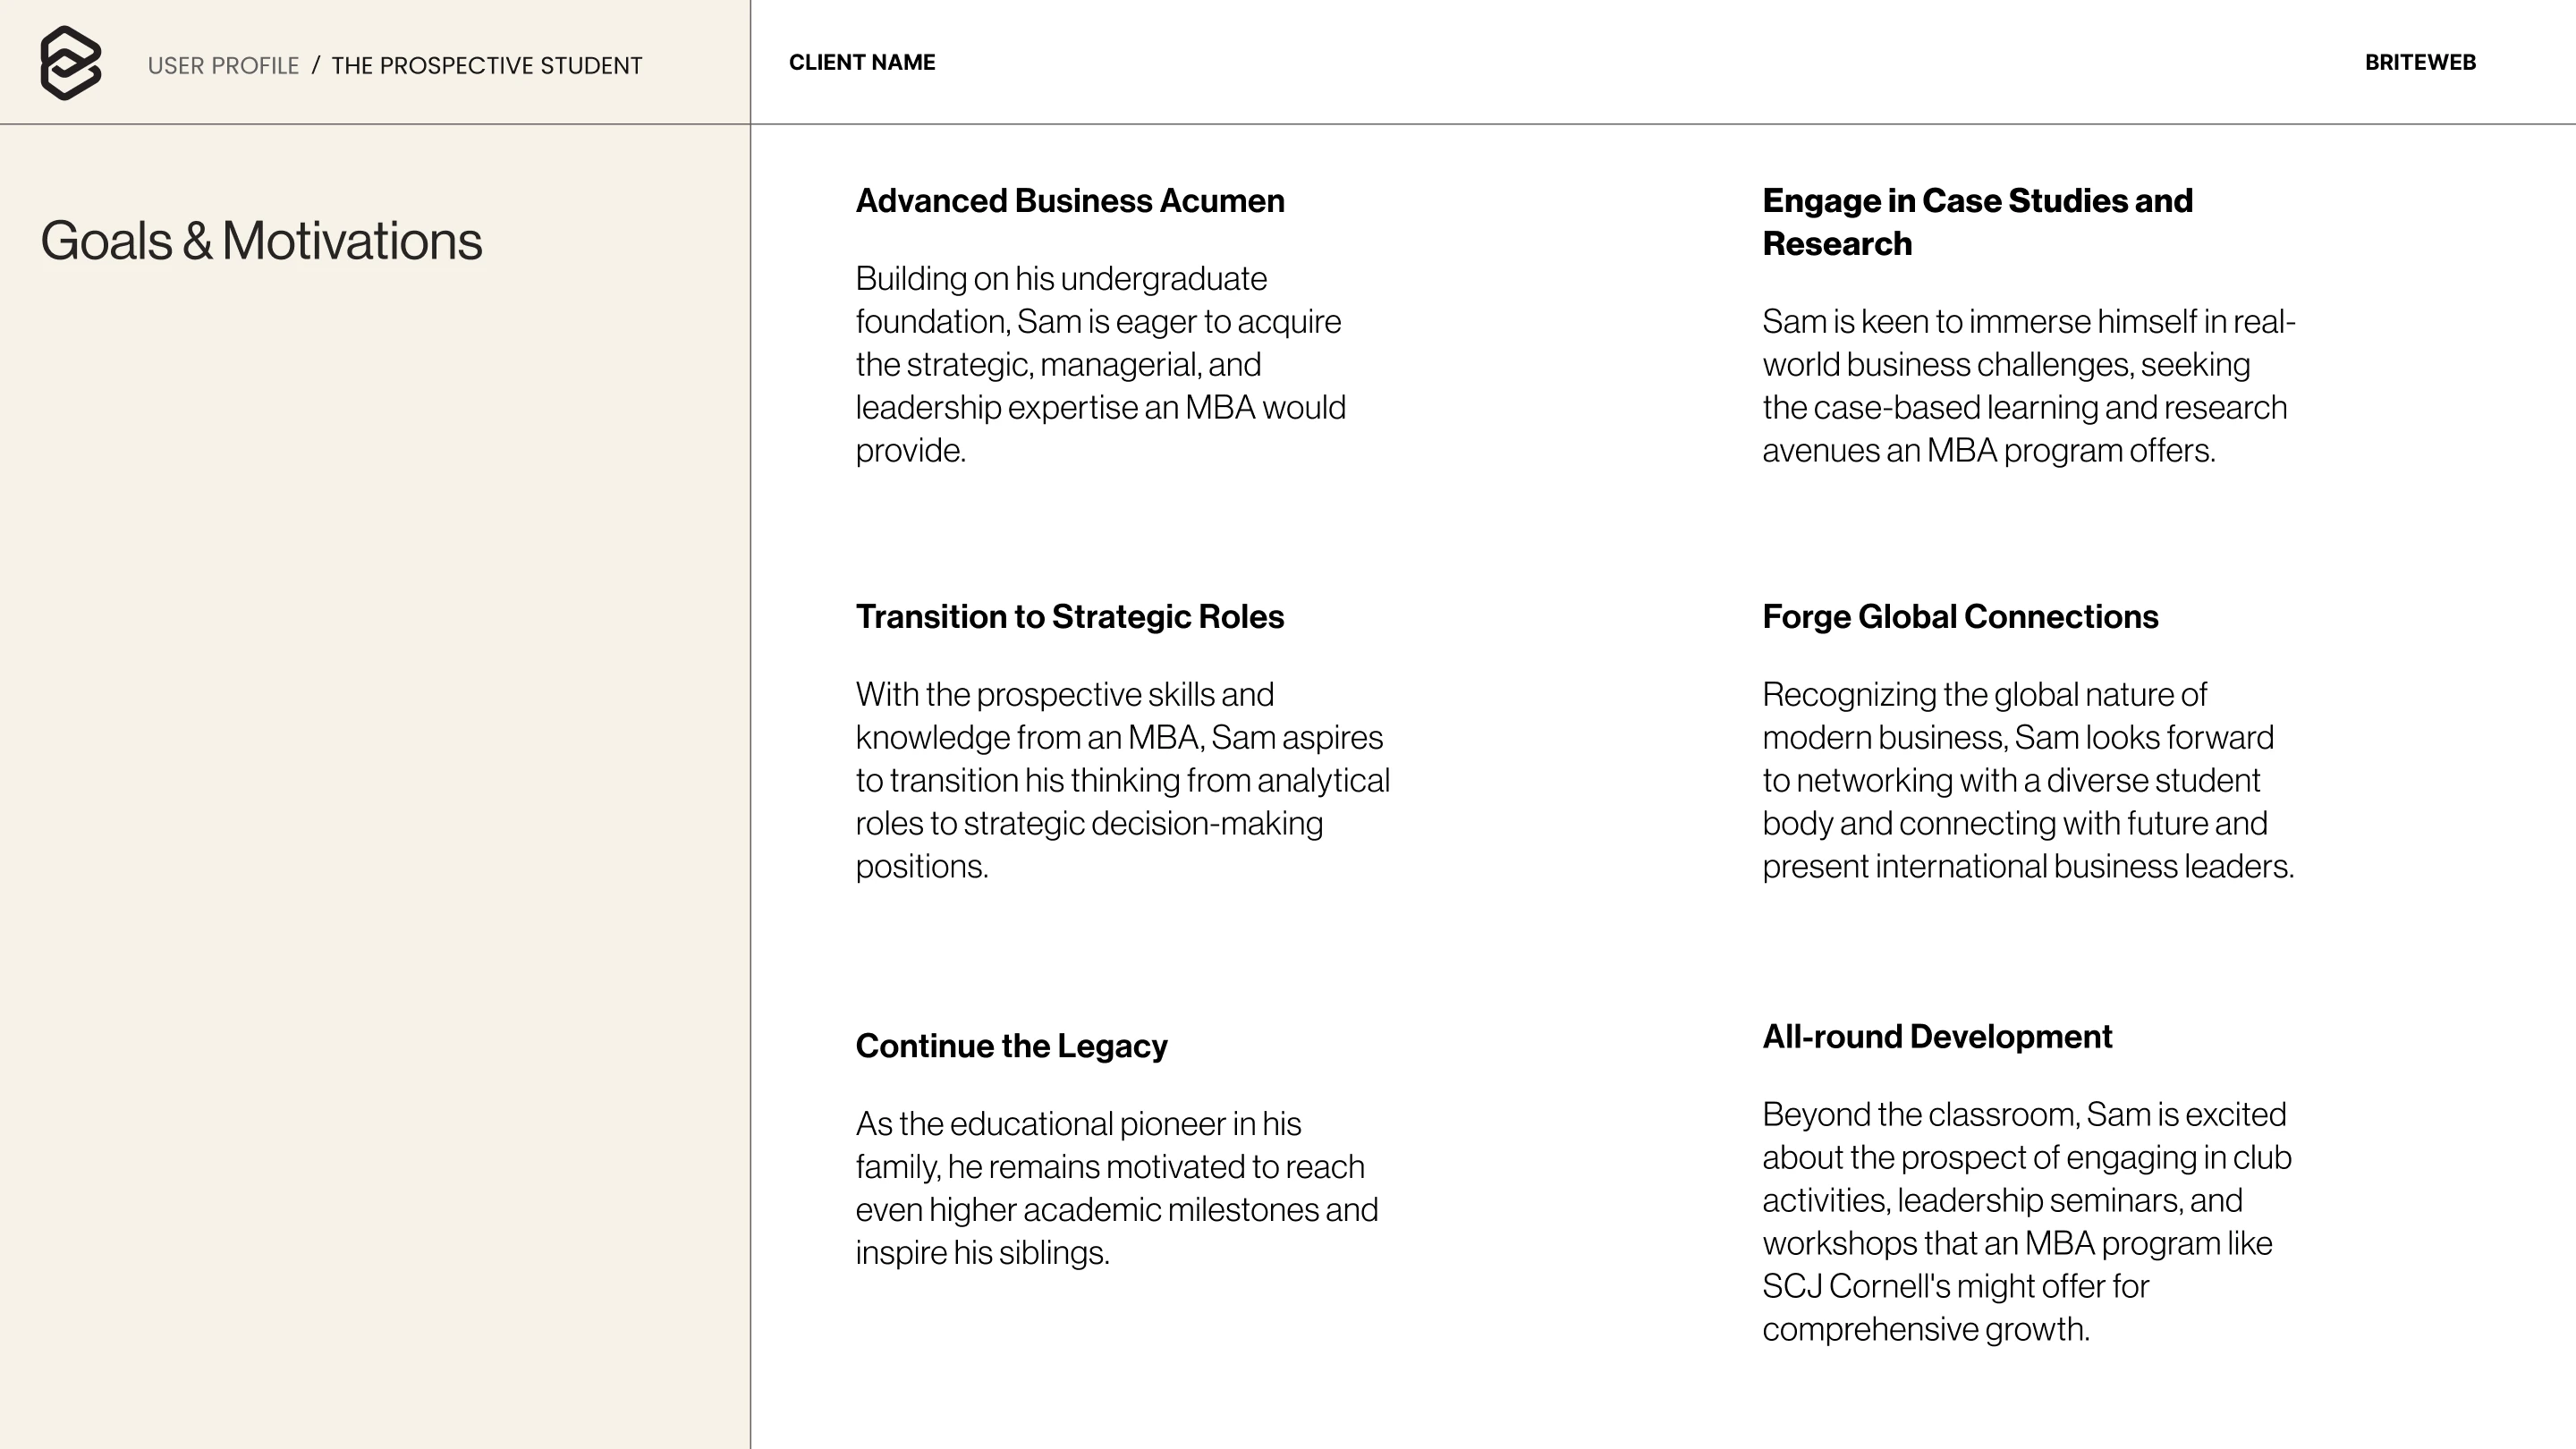 USER PROFILE / THE PROSPECTIVE STUDENT
CLIENT NAME
BRITEWEB
Goals & Motivations
Advanced Business Acumen
Building on his undergraduate
foundation, Sam is eager to acquire
the strategic, managerial, and
leadership expertise an MBA would
provide.
Engage in Case Studies and
Research
Sam is keen to immerse himself in real-
world business challenges, seeking
the case-based learning and research
avenues an MBA program offers.
Transition to Strategic Roles
With the prospective skills and
knowledge from an MBA, Sam aspires
to transition his thinking from analytical
roles to strategic decision-making
positions.
Forge Global Connections
Recognizing the global nature of
modern business, Sam looks forward
to networking with a diverse student
body and connecting with future and
present international business leaders.
Continue the Legacy
As the educational pioneer in his
family, he remains motivated to reach
even higher academic milestones and
inspire his siblings.
All-round Development
Beyond the classroom, Sam is excited
about the prospect of engaging in club
activities, leadership seminars, and
workshops that an MBA program like
SCJ Cornell's might offer for
comprehensive growth.